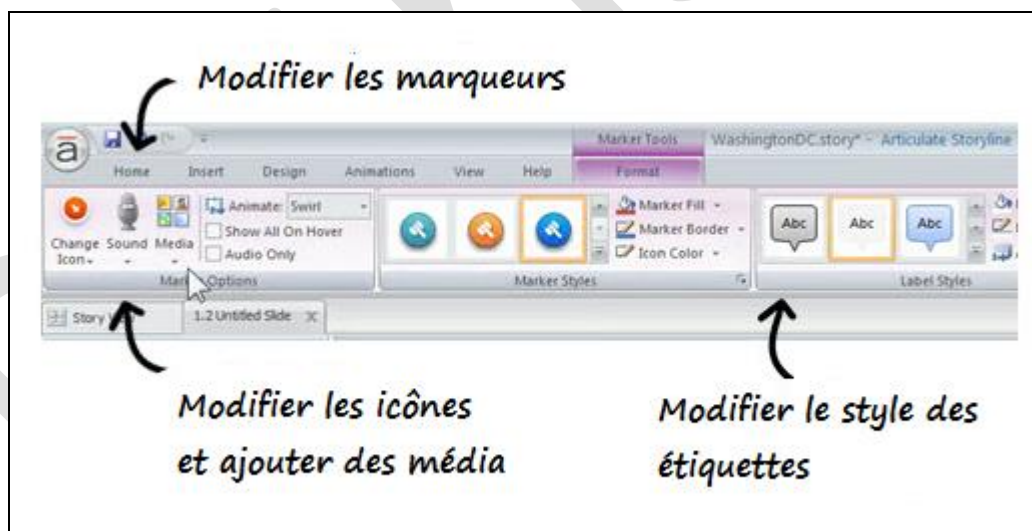 Modifier les marqueurs
Marker Tools WashingtonDC.story* - Articulate Storyline
Home Insert Design Animations View Help Format
Change Icon Sound Media
Animate: Swirl
Show All On Hover
Audio Only
Marker Fill
Marker Border
Icon Color
Abc Abc Abc
Options Marker Styles Label Styles
Story 1.2 Untitled Slide
Modifier les icônes
et ajouter des média
Modifier le style des
étiquettes